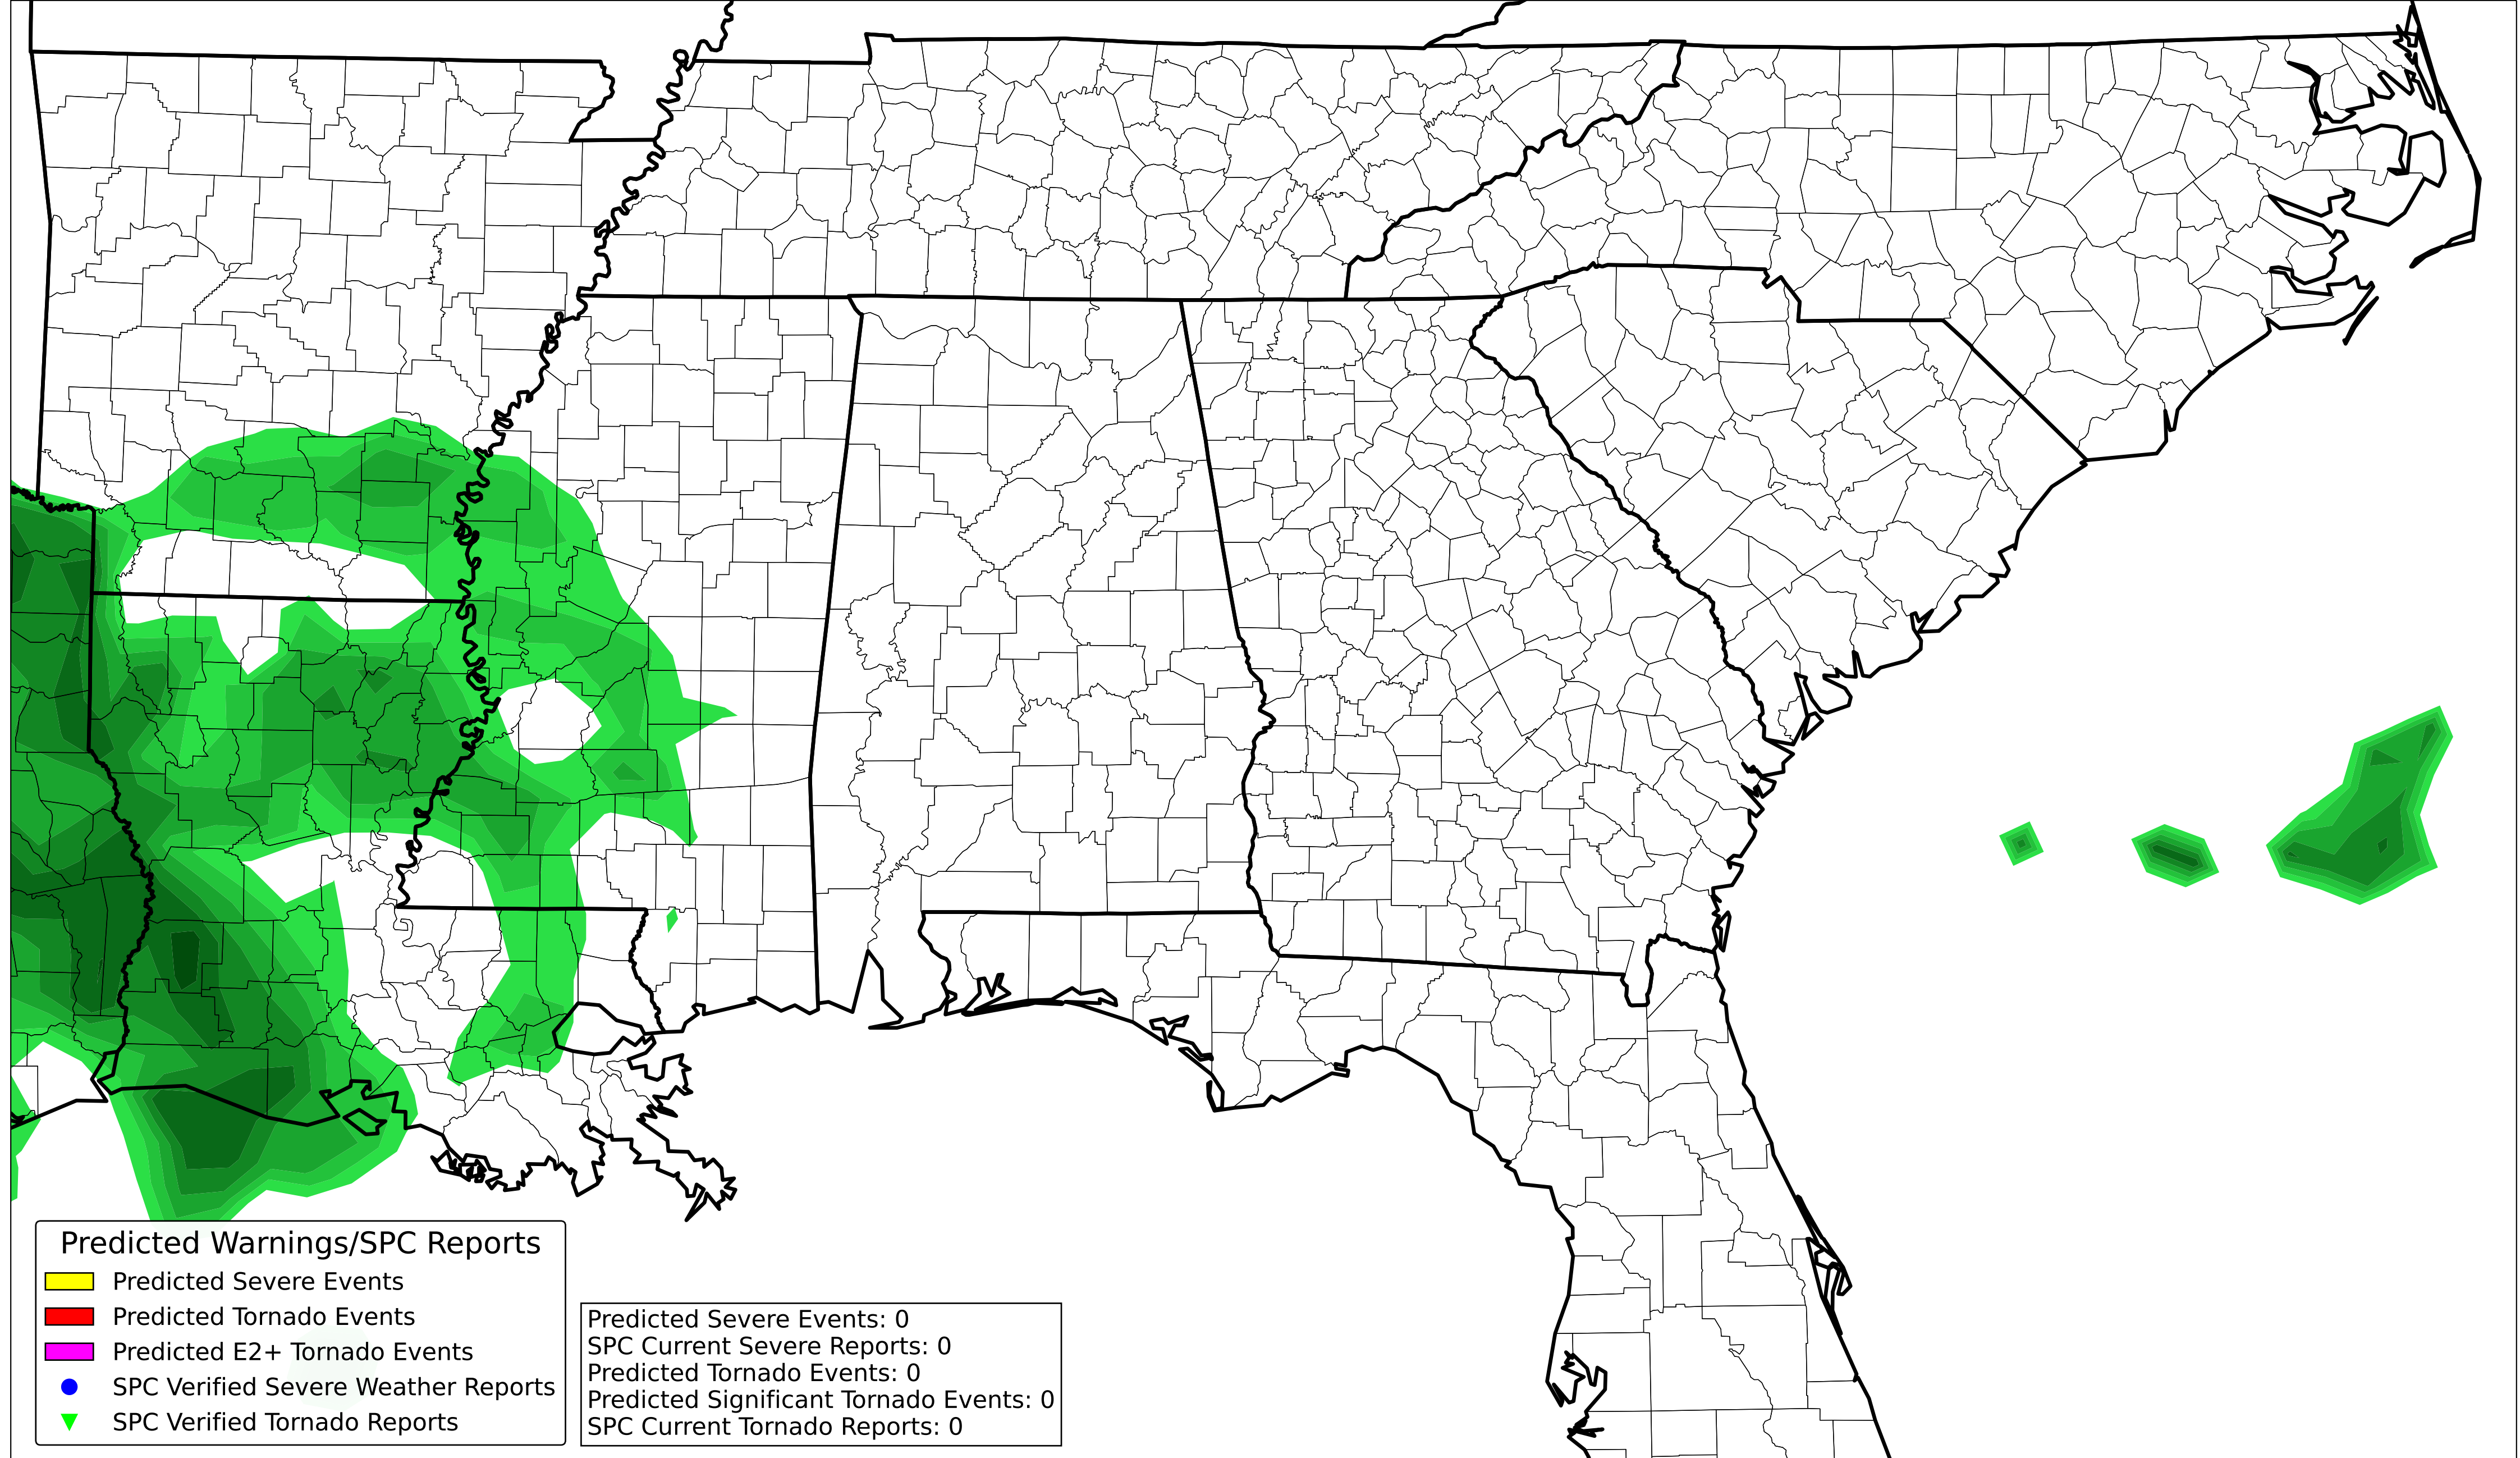 Predicted Warnings/SPC Reports
Predicted Severe Events
Predicted Tornado Events
Predicted E2+ Tornado Events
SPC Verified Severe Weather Reports
SPC Verified Tornado Reports
Predicted Severe Events: 0
SPC Current Severe Reports: 0
Predicted Tornado Events: 0
Predicted Significant Tornado Events: 0
SPC Current Tornado Reports: 0